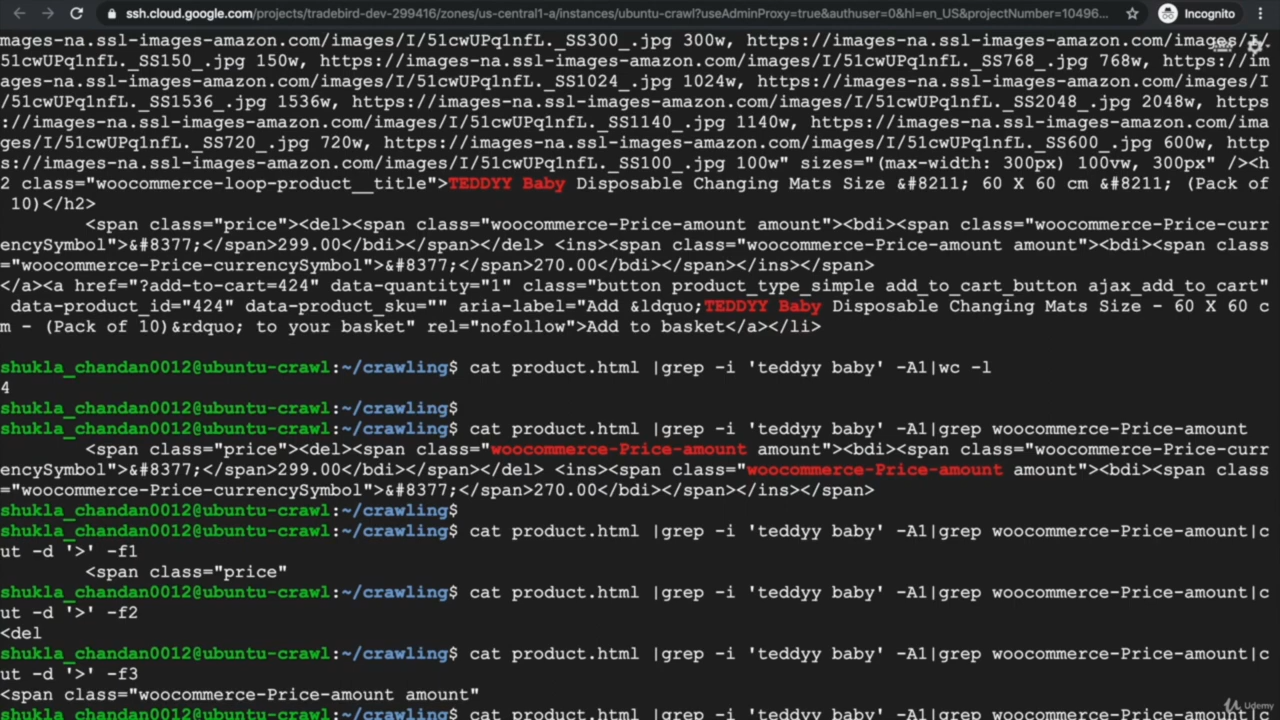 ssh.cloud.google.com/projects/tradebird-dev-299416/zones/us-central1-a/instances/ubuntu-crawl?useAdminProxy=true&authuser=0&hl=en_US&projectNumber=10496... Incognito
mages-na.ssl-images-amazon.com/images/I/51cwUPq1nfL._SS300_.jpg 300w, https://images-na.ssl-images-amazon.com/images/I/
51cwUPq1nfL._SS150_.jpg 150w, https://images-na.ssl-images-amazon.com/images/I/51cwUPq1nfL._SS768_.jpg 768w, https://im
ages-na.ssl-images-amazon.com/images/I/51cwUPq1nfL._SS1024_.jpg 1024w, https://images-na.ssl-images-amazon.com/images/I
/51cwUPq1nfL._SS1536_.jpg 1536w, https://images-na.ssl-images-amazon.com/images/I/51cwUPq1nfL._SS2048_.jpg 2048w, https
://images-na.ssl-images-amazon.com/images/I/51cwUPq1nfL._SS1140_.jpg 1140w, https://images-na.ssl-images-amazon.com/ima
ges/I/51cwUPq1nfL._SS720_.jpg 720w, https://images-na.ssl-images-amazon.com/images/I/51cwUPq1nfL._SS600_.jpg 600w, http
s://images-na.ssl-images-amazon.com/images/I/51cwUPq1nfL._SS100_.jpg 100w" sizes="(max-width: 300px) 100vw, 300px" /><h
2 class="woocommerce-loop-product__title">TEDDYY Baby Disposable Changing Mats Size &#8211; 60 X 60 cm &#8211; (Pack of
 10)</h2>
<span class="price"><del><span class="woocommerce-Price-amount amount"><bdi><span class="woocommerce-Price-curr
encySymbol">&#8377;</span>299.00</bdi></span></del> <ins><span class="woocommerce-Price-amount amount"><bdi><span class
="woocommerce-Price-currencySymbol">&#8377;</span>270.00</bdi></span></ins></span>
</a><a href="?add-to-cart=424" data-quantity="1" class="button product_type_simple add_to_cart_button ajax_add_to_cart"
 data-product_id="424" data-product_sku="" aria-label="Add &ldquo;TEDDYY Baby Disposable Changing Mats Size - 60 X 60 c
m - (Pack of 10)&rdquo; to your basket" rel="nofollow">Add to basket</a></li>
shukla_chandan0012@ubuntu-crawl:~/crawling$ cat product.html |grep -i 'teddyy baby' -A1|wc -l
4
shukla_chandan0012@ubuntu-crawl:~/crawling$
shukla_chandan0012@ubuntu-crawl:~/crawling$ cat product.html |grep -i 'teddyy baby' -A1|grep woocommerce-Price-amount
<span class="price"><del><span class="woocommerce-Price-amount amount"><bdi><span class="woocommerce-Price-curr
encySymbol">&#8377;</span>299.00</bdi></span></del> <ins><span class="woocommerce-Price-amount amount"><bdi><span class
="woocommerce-Price-currencySymbol">&#8377;</span>270.00</bdi></span></ins></span>
shukla_chandan0012@ubuntu-crawl:~/crawling$
shukla_chandan0012@ubuntu-crawl:~/crawling$ cat product.html |grep -i 'teddyy baby' -A1|grep woocommerce-Price-amount|c
ut -d '>' -f1
<span class="price"
shukla_chandan0012@ubuntu-crawl:~/crawling$ cat product.html |grep -i 'teddyy baby' -A1|grep woocommerce-Price-amount|c
ut -d '>' -f2
<del
shukla_chandan0012@ubuntu-crawl:~/crawling$ cat product.html |grep -i 'teddyy baby' -A1|grep woocommerce-Price-amount|c
ut -d '>' -f3
<span class="woocommerce-Price-amount amount"
shukla_chandan0012@ubuntu-crawl:~/crawling$ cat product.html |grep -i 'teddyy baby' -A1|grep woocommerce-Price-amount|c
Udemy